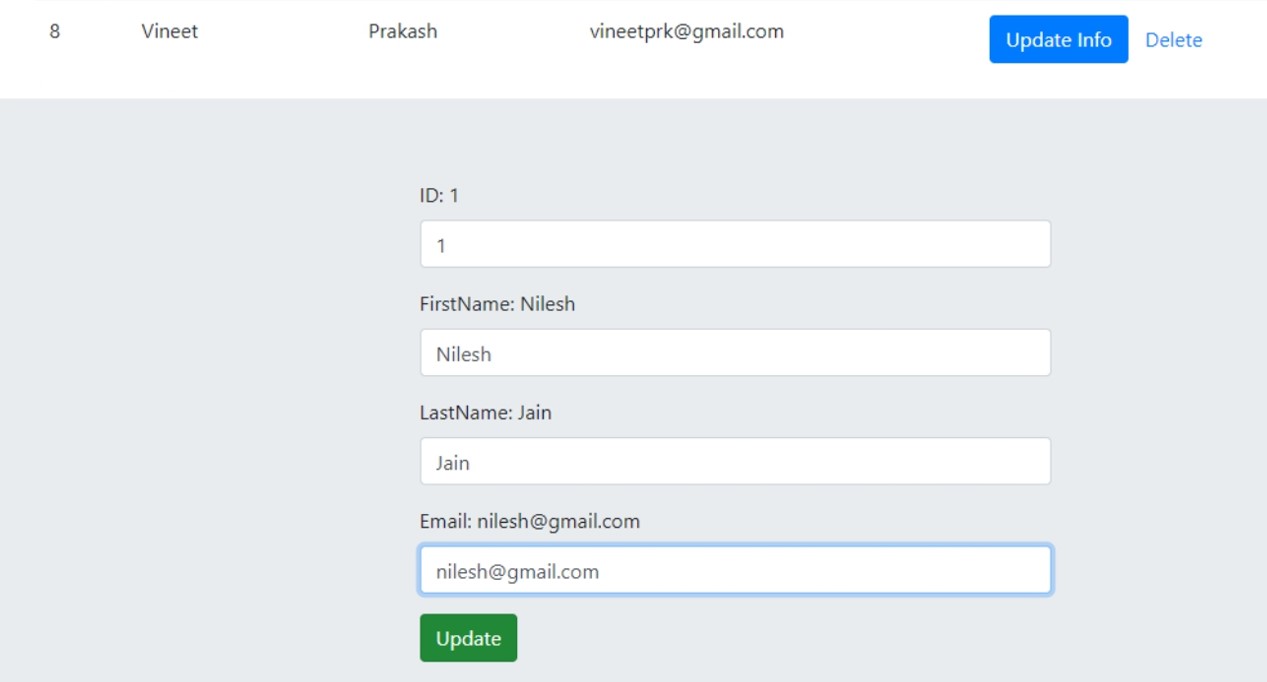 8 Vineet Prakash vineetprk@gmail.com Update Info Delete
ID: 1
1
FirstName: Nilesh
Nilesh
LastName: Jain
Jain
Email: nilesh@gmail.com
nilesh@gmail.com
Update